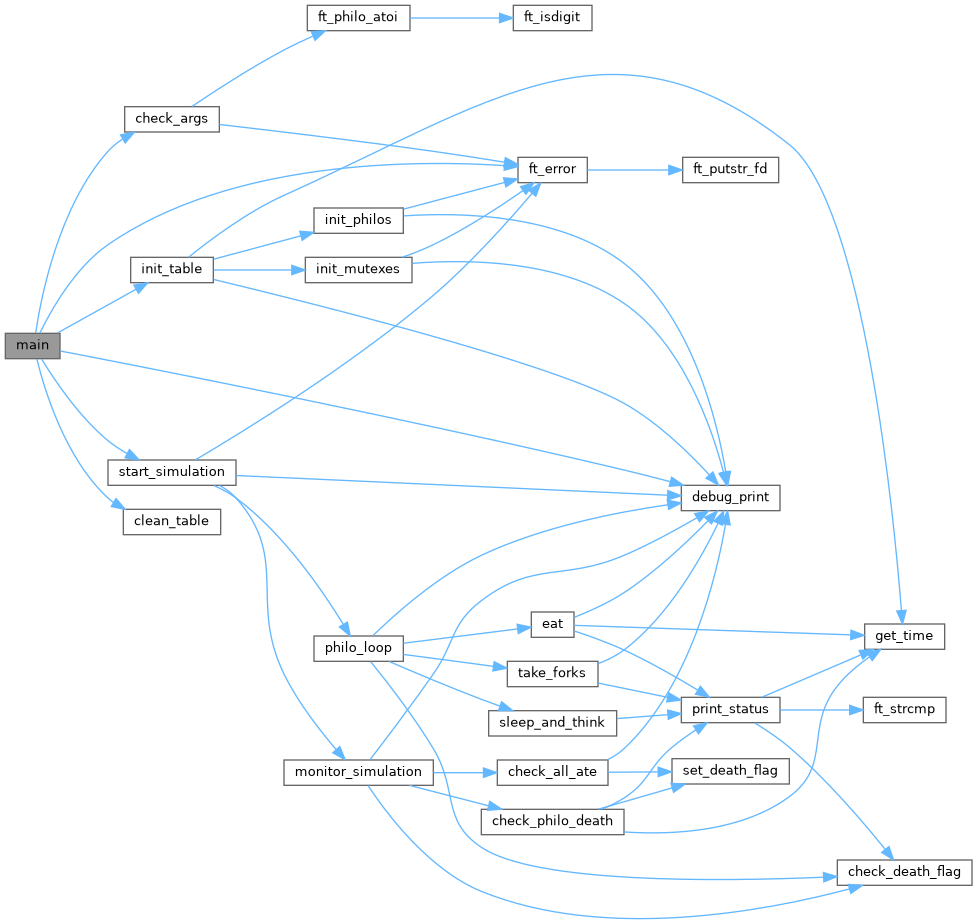 ft_philo_atoi
ft_isdigit
check_args
ft_error
ft_putstr_fd
init_philos
init_table
init_mutexes
main
start_simulation
debug_print
clean_table
eat
get_time
philo_loop
take_forks
print_status
ft_strcmp
sleep_and_think
monitor_simulation
check_all_ate
set_death_flag
check_philo_death
check_death_flag